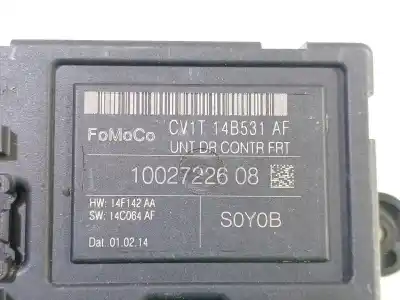 FoMoCo CV1T 14B531 AF
UNT DR CONTR FRT
10027226 08
HW: 14F142 AA
SW: 14C064 AF
S0Y0B
Dat. 01.02.14